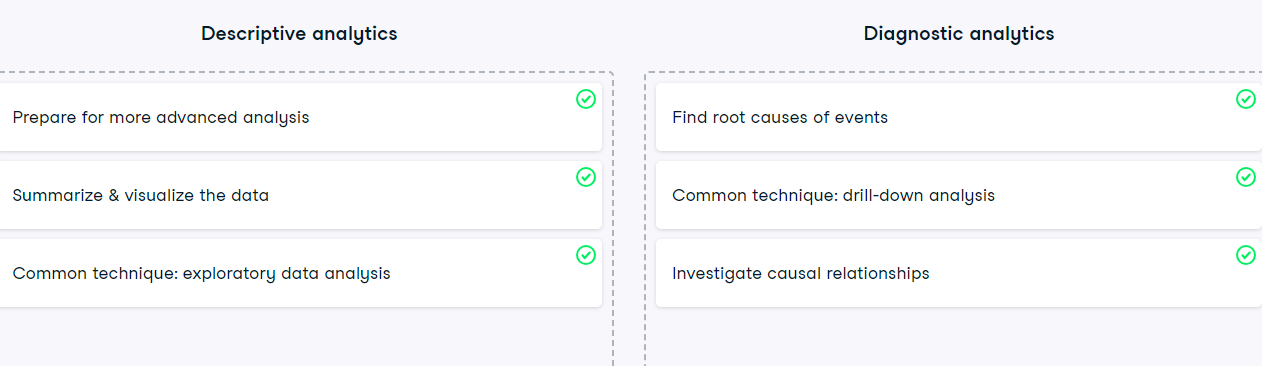 Descriptive analytics
Prepare for more advanced analysis
Summarize & visualize the data
Common technique: exploratory data analysis
Diagnostic analytics
Find root causes of events
Common technique: drill-down analysis
Investigate causal relationships